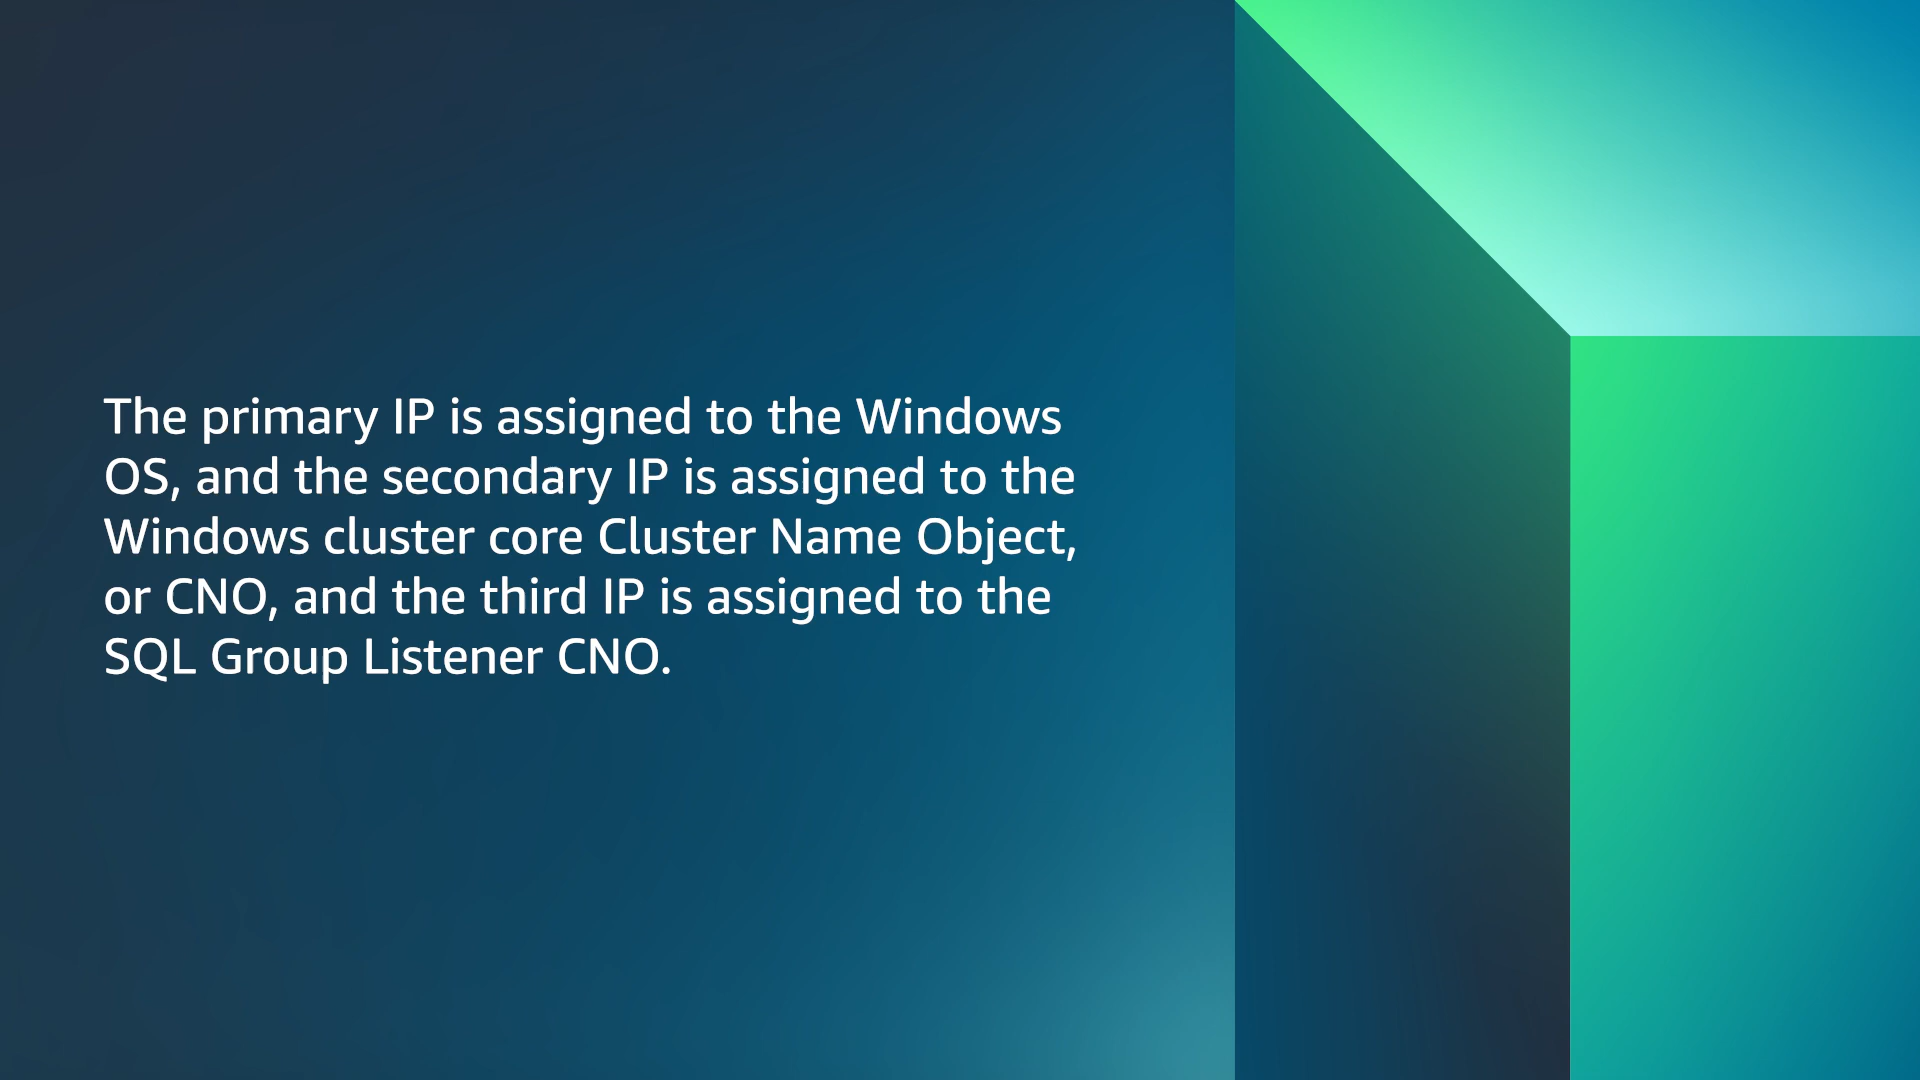 The primary IP is assigned to the Windows
OS, and the secondary IP is assigned to the
Windows cluster core Cluster Name Object,
or CNO, and the third IP is assigned to the
SQL Group Listener CNO.